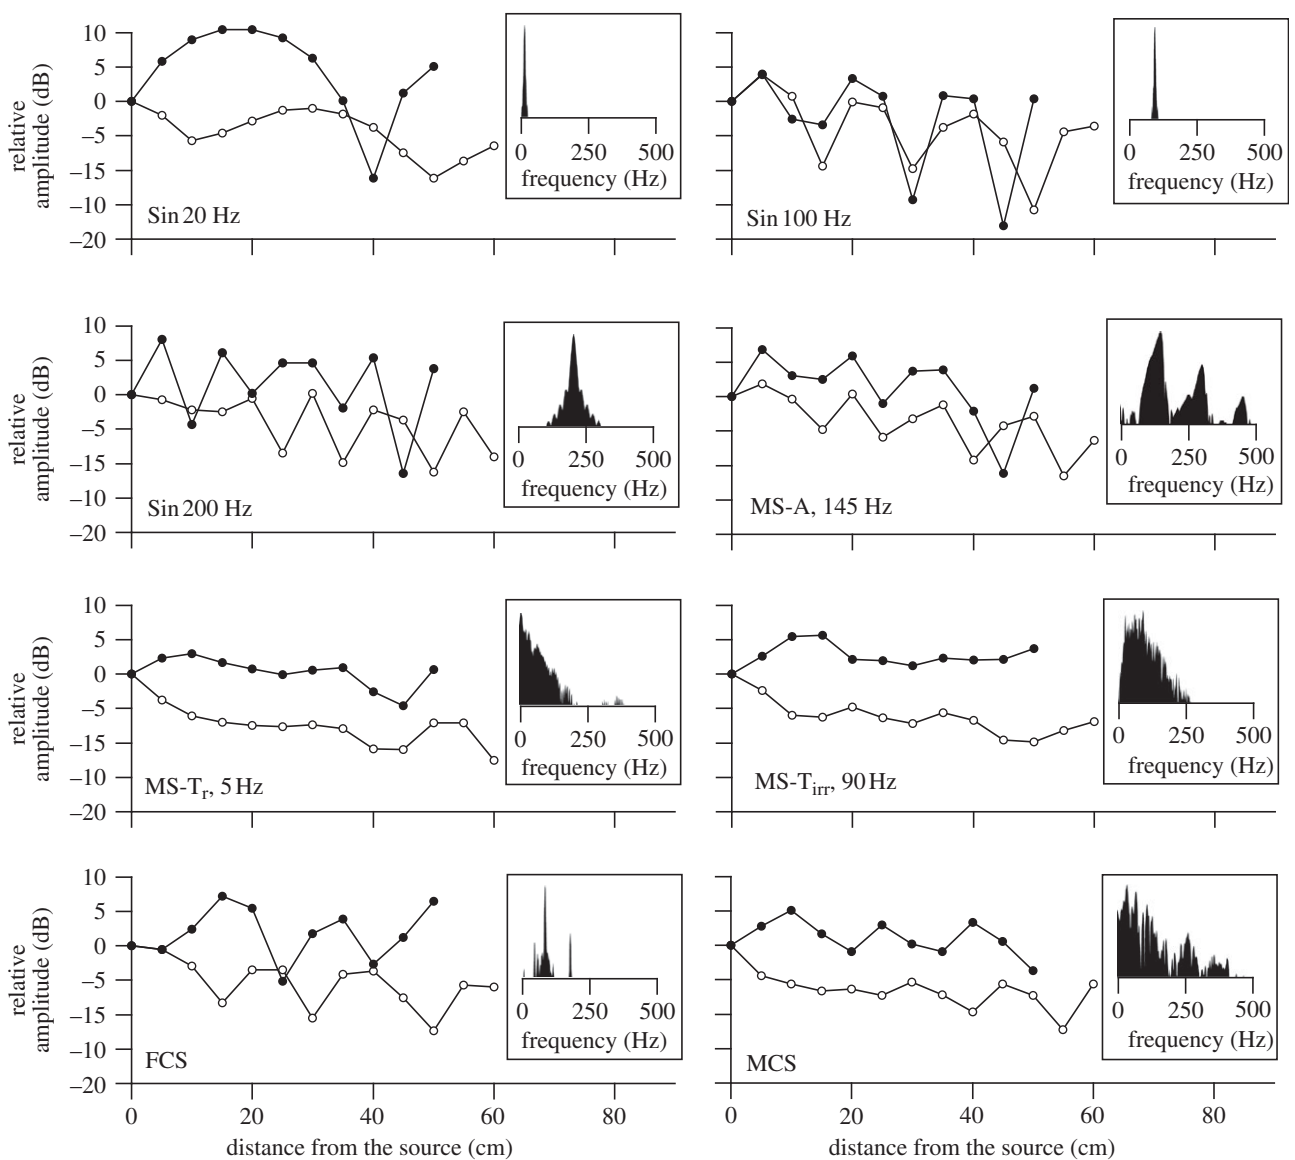 relative
amplitude (dB)
10
5
0
–5
–10
–15
–20
Sin 20 Hz
0 250 500
frequency (Hz)
Sin 100 Hz
0 250 500
frequency (Hz)
relative
amplitude (dB)
10
5
0
–5
–10
–15
–20
Sin 200 Hz
0 250 500
frequency (Hz)
MS-A, 145 Hz
0 250 500
frequency (Hz)
relative
amplitude (dB)
10
5
0
–5
–10
–15
–20
MS-Tr, 5 Hz
0 250 500
frequency (Hz)
MS-Tirr, 90 Hz
0 250 500
frequency (Hz)
relative
amplitude (dB)
10
5
0
–5
–10
–15
–20
FCS
0 250 500
frequency (Hz)
0 20 40 60 80
distance from the source (cm)
MCS
0 250 500
frequency (Hz)
0 20 40 60 80
distance from the source (cm)